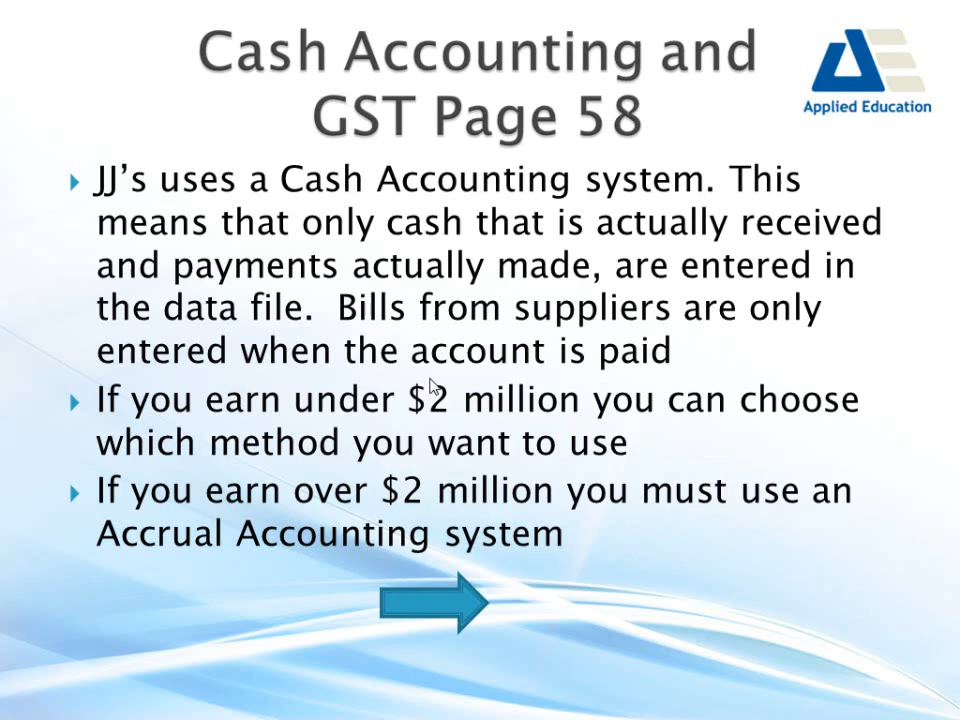 Cash Accounting and
GST Page 58
Applied Education
JJ’s uses a Cash Accounting system. This
means that only cash that is actually received
and payments actually made, are entered in
the data file.  Bills from suppliers are only
entered when the account is paid
If you earn under $2 million you can choose
which method you want to use
If you earn over $2 million you must use an
Accrual Accounting system